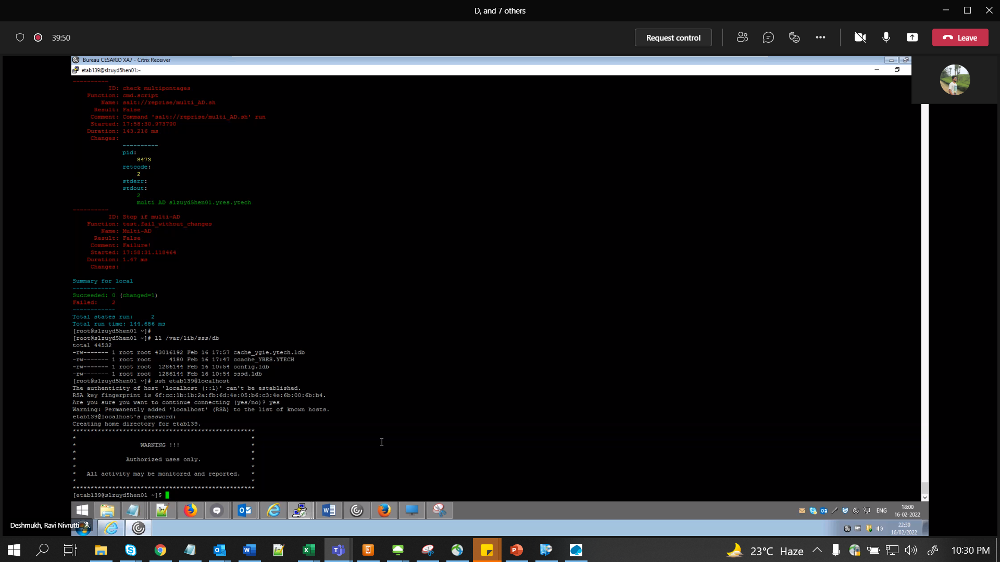 D, and 7 others
39:50
Request control
Leave
Bureau CESARIO XA7 - Citrix Receiver
etab139@slzuyd5hen01:~
----------
ID: check multipontages
Function: cmd.script
Name: salt://reprise/multi_AD.sh
Result: False
Comment: Command 'salt://reprise/multi_AD.sh' run
Started: 17:58:30.973790
Duration: 143.216 ms
Changes:
----------
pid:
8473
retcode:
2
stderr:
stdout:
2
multi AD slzuyd5hen01.yres.ytech
----------
ID: Stop if multi-AD
Function: test.fail_without_changes
Name: Multi-AD
Result: False
Comment: Failure!
Started: 17:58:31.118464
Duration: 1.47 ms
Changes:
Summary for local
------------
Succeeded: 0 (changed=1)
Failed: 2
------------
Total states run: 2
Total run time: 144.686 ms
[root@slzuyd5hen01 ~]#
[root@slzuyd5hen01 ~]# ll /var/lib/sss/db
total 44532
-rw------- 1 root root 43016192 Feb 16 17:57 cache_ygie.ytech.ldb
-rw------- 1 root root 4180 Feb 16 17:47 ccache_YRES.YTECH
-rw------- 1 root root 1286144 Feb 16 10:54 config.ldb
-rw------- 1 root root 1286144 Feb 16 10:54 sssd.ldb
[root@slzuyd5hen01 ~]# ssh etab139@localhost
The authenticity of host 'localhost (::1)' can't be established.
RSA key fingerprint is 6f:cc:1b:1b:2a:fb:6d:4e:05:b6:c3:4e:6b:00:6b:b4.
Are you sure you want to continue connecting (yes/no)? yes
Warning: Permanently added 'localhost' (RSA) to the list of known hosts.
etab139@localhost's password:
Creating home directory for etab139.
***************************************************
* *
* WARNING !!! *
* *
* Authorized uses only. *
* *
* All activity may be monitored and reported. *
* *
***************************************************
[etab139@slzuyd5hen01 ~]$
ENG
18:00
16-02-2022
Deshmukh, Ravi Nivrutti
22:30
16/02/2022
23°C Haze
10:30 PM